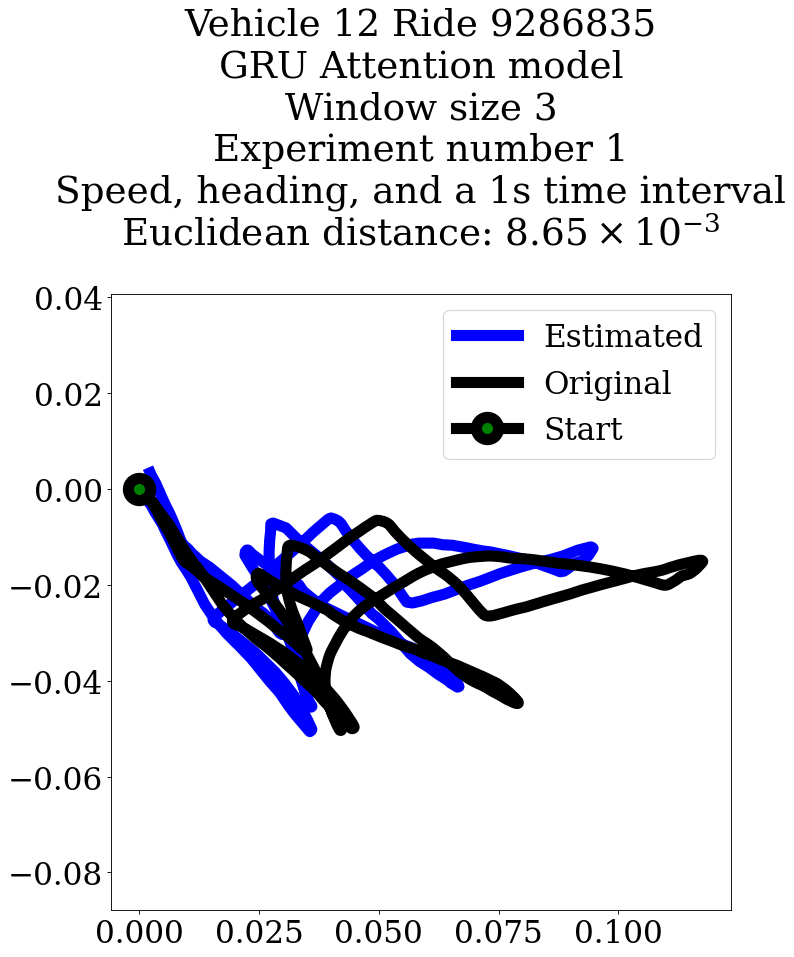 Vehicle 12 Ride 9286835
GRU Attention model
Window size 3
Experiment number 1
Speed, heading, and a 1s time interval
Euclidean distance: 8.65 × 10⁻³
0.04
0.02
0.00
−0.02
−0.04
−0.06
−0.08
Estimated
Original
Start
0.000 0.025 0.050 0.075 0.100